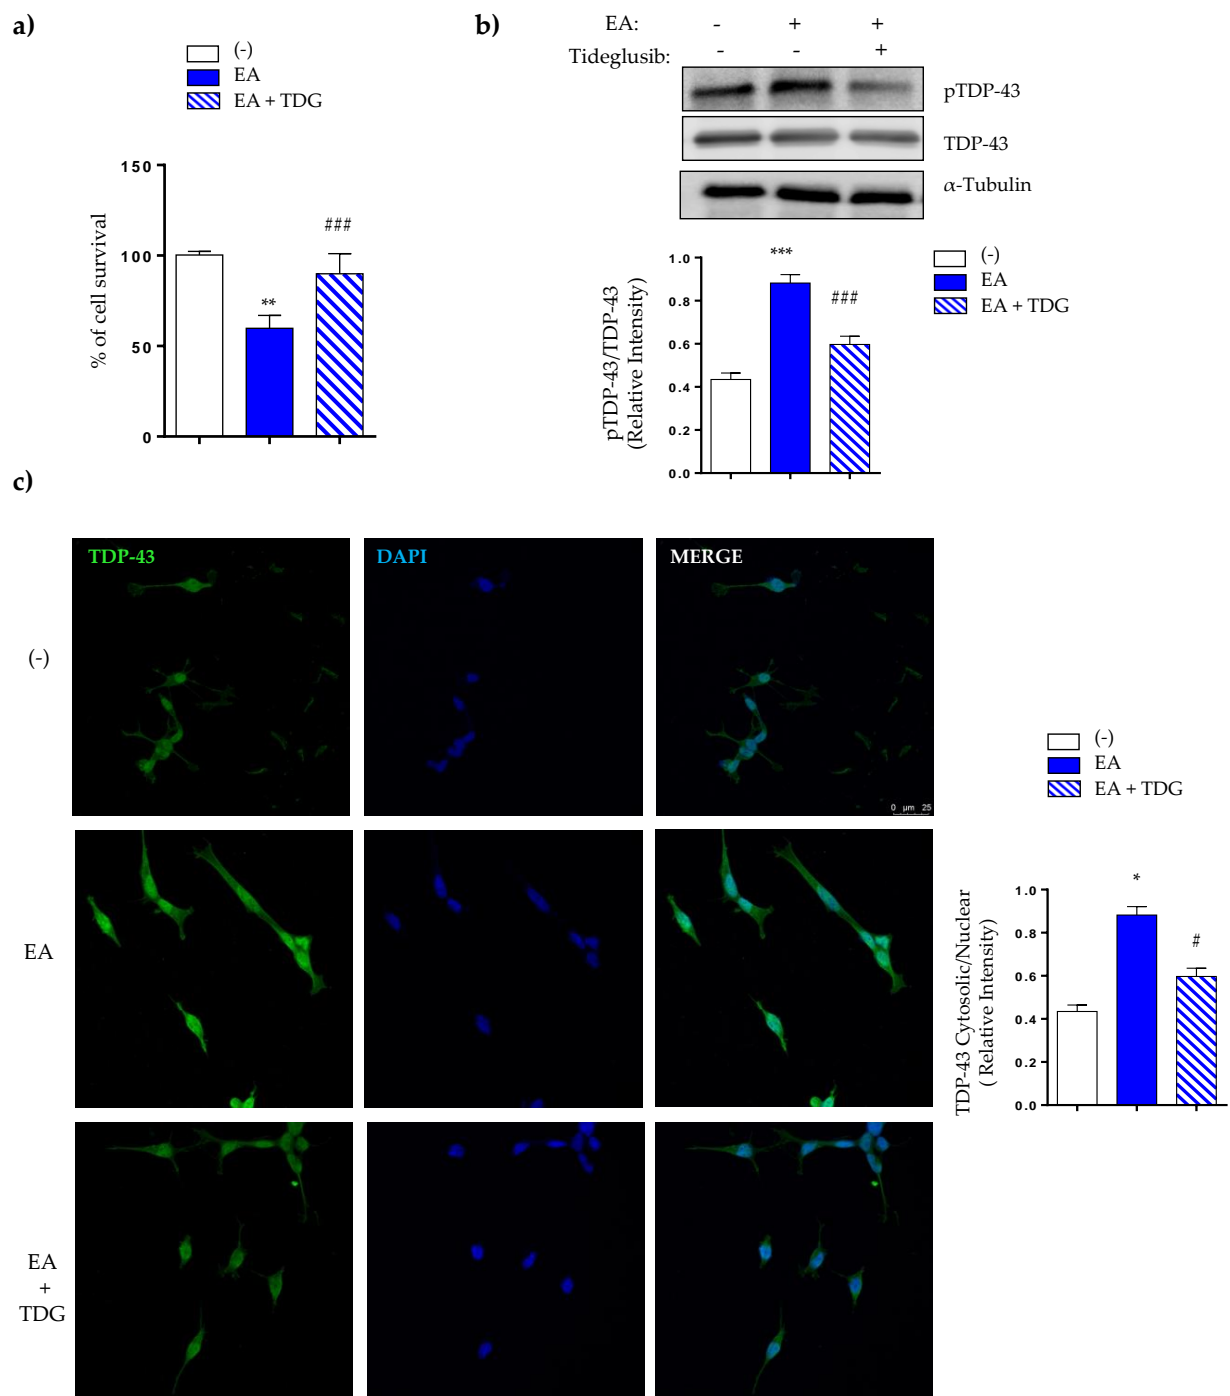 a)
(-)
EA
EA + TDG
150
100
50
0
% of cell survival
**
###
b)
EA: - + +
Tideglusib: - - +
pTDP-43
TDP-43
α-Tubulin
(-)
EA
EA + TDG
1.0
0.8
0.6
0.4
0.2
0.0
pTDP-43/TDP-43
(Relative Intensity)
***
###
c)
TDP-43 DAPI MERGE
(-)
0 µm 25
EA
EA
+
TDG
(-)
EA
EA + TDG
1.0
0.8
0.6
0.4
0.2
0.0
TDP-43 Cytosolic/Nuclear
( Relative Intensity)
*
#